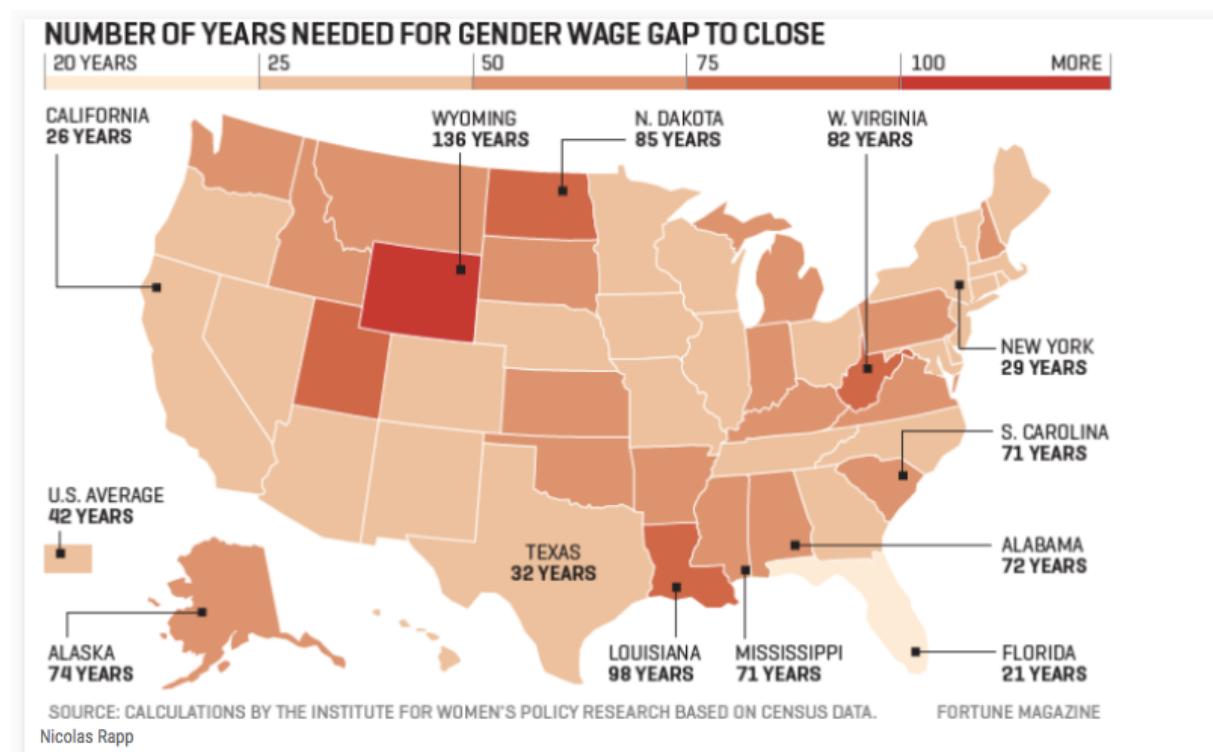 NUMBER OF YEARS NEEDED FOR GENDER WAGE GAP TO CLOSE
20 YEARS 25 50 75 100 MORE
CALIFORNIA
26 YEARS
WYOMING
136 YEARS
N. DAKOTA
85 YEARS
W. VIRGINIA
82 YEARS
NEW YORK
29 YEARS
S. CAROLINA
71 YEARS
U.S. AVERAGE
42 YEARS
TEXAS
32 YEARS
ALABAMA
72 YEARS
ALASKA
74 YEARS
LOUISIANA
98 YEARS
MISSISSIPPI
71 YEARS
FLORIDA
21 YEARS
SOURCE: CALCULATIONS BY THE INSTITUTE FOR WOMEN'S POLICY RESEARCH BASED ON CENSUS DATA. FORTUNE MAGAZINE
Nicolas Rapp